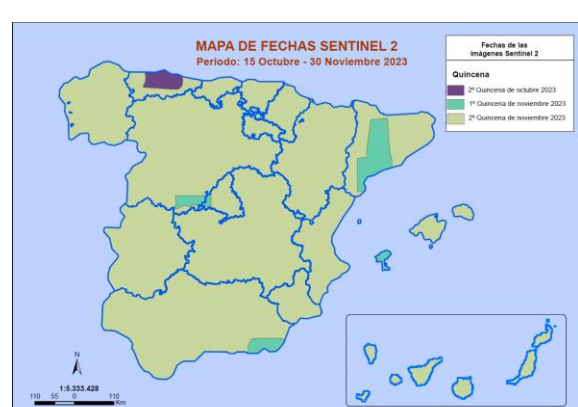 MAPA DE FECHAS SENTINEL 2
Periodo: 15 Octubre - 30 Noviembre 2023
Fechas de las
imágenes Sentinel 2
Quincena
2ª Quincena de octubre 2023
1ª Quincena de noviembre 2023
2ª Quincena de noviembre 2023
N
1:5.333.428
110 55 0 110
Km